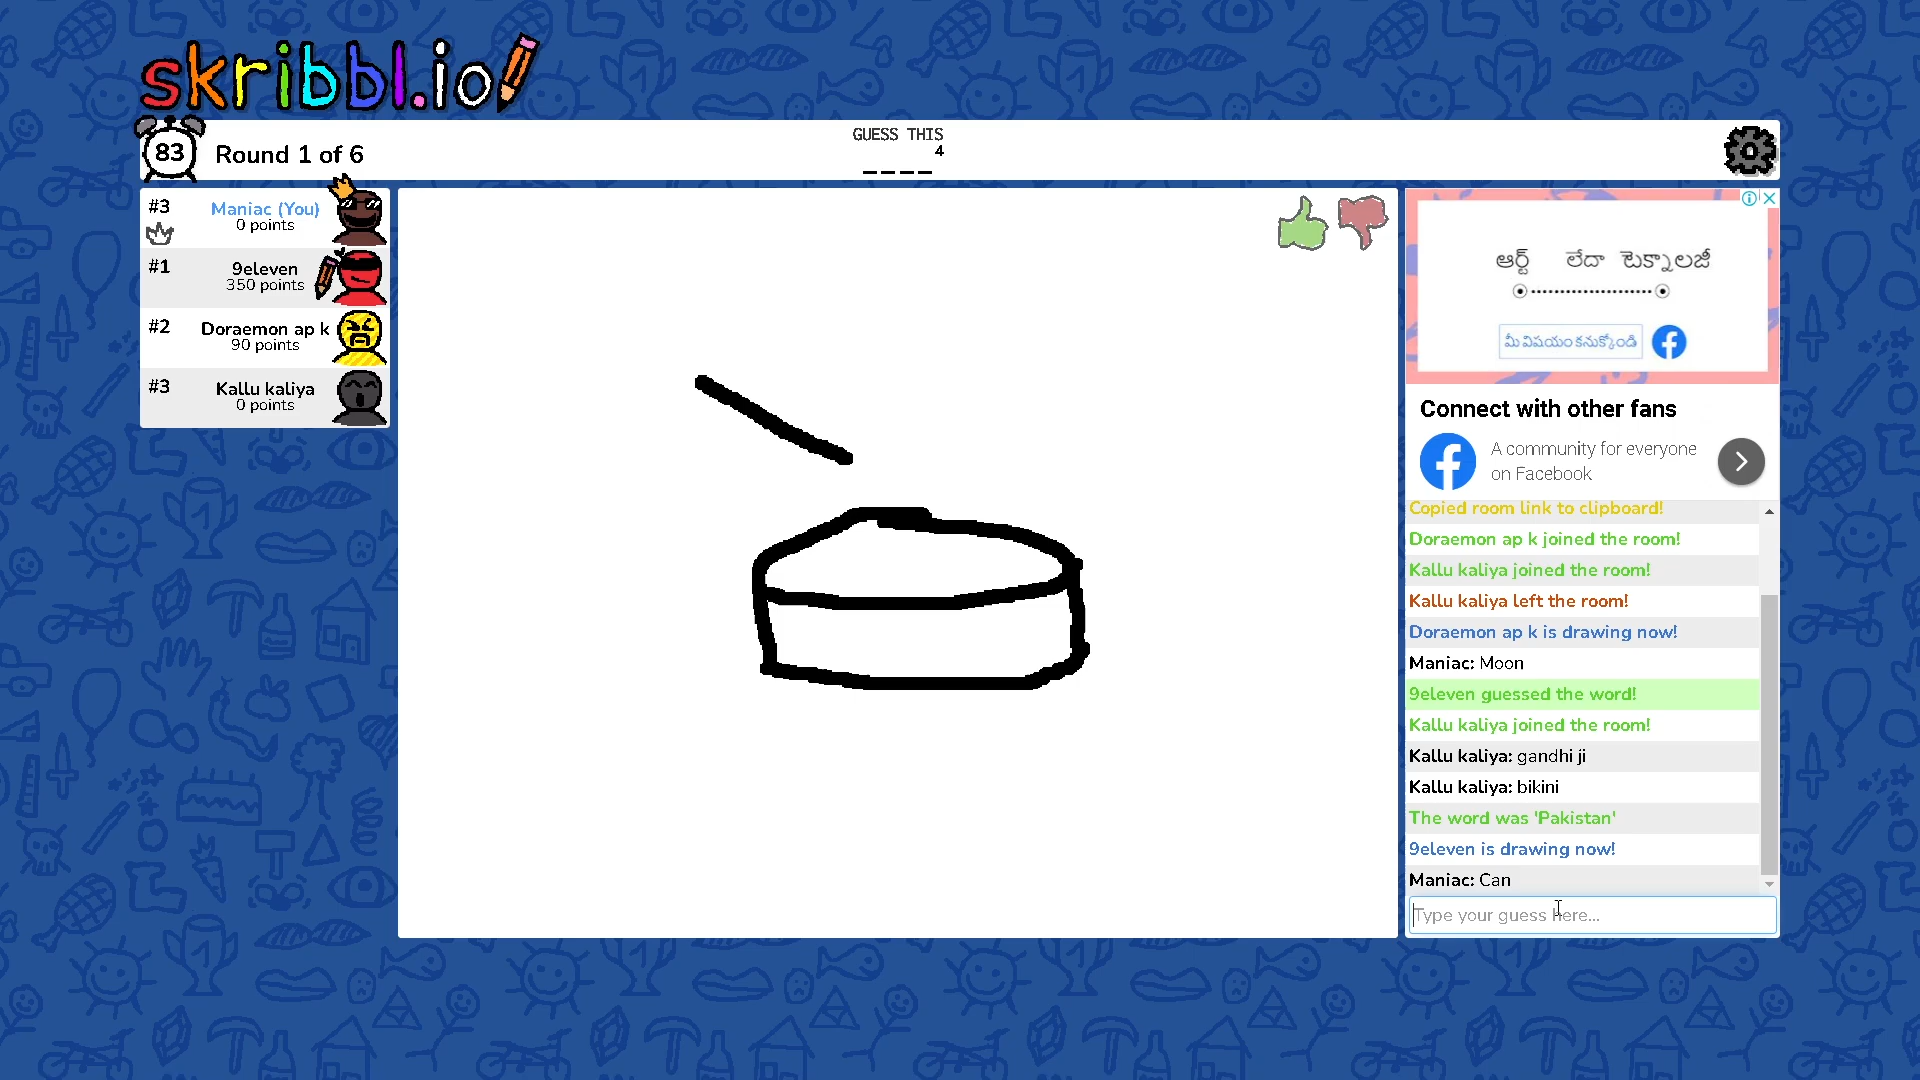 skribbl.io
83
Round 1 of 6
GUESS THIS
4
____
#3
Maniac (You)
0 points
#1
9eleven
350 points
#2
Doraemon ap k
90 points
#3
Kallu kaliya
0 points
ఆర్ట్ లేదా టెక్నాలజీ
మీ విషయం కనుక్కోండి
Connect with other fans
A community for everyone
on Facebook
Copied room link to clipboard!
Doraemon ap k joined the room!
Kallu kaliya joined the room!
Kallu kaliya left the room!
Doraemon ap k is drawing now!
Maniac: Moon
9eleven guessed the word!
Kallu kaliya joined the room!
Kallu kaliya: gandhi ji
Kallu kaliya: bikini
The word was 'Pakistan'
9eleven is drawing now!
Maniac: Can
Type your guess here...